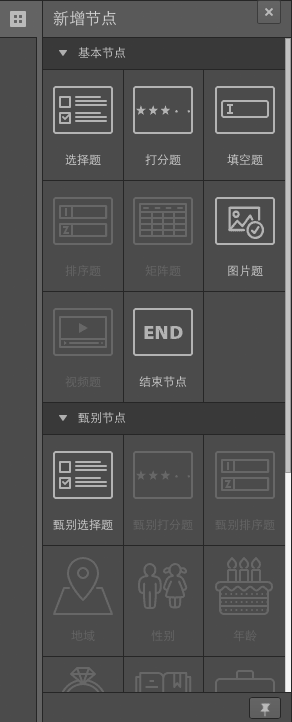 新增节点
基本节点
选择题
打分题
填空题
排序题
矩阵题
图片题
视频题
END
结束节点
甄别节点
甄别选择题
甄别打分题
甄别排序题
地域
性别
年龄